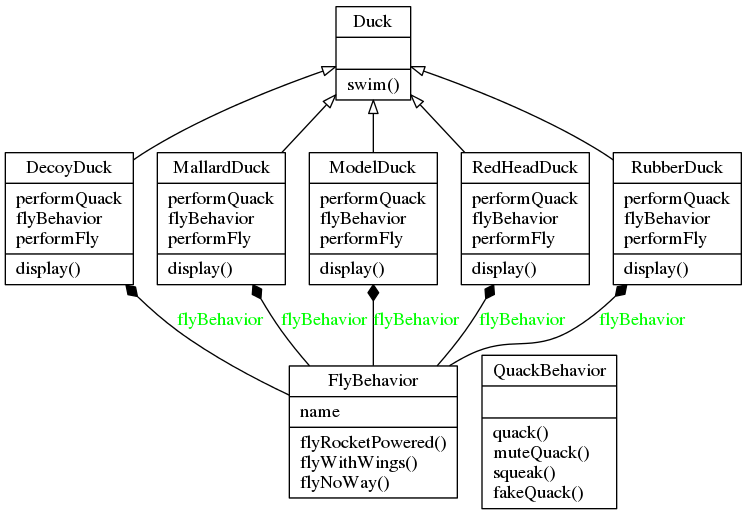 Duck
swim()
DecoyDuck
performQuack
flyBehavior
performFly
display()
MallardDuck
performQuack
flyBehavior
performFly
display()
ModelDuck
performQuack
flyBehavior
performFly
display()
RedHeadDuck
performQuack
flyBehavior
performFly
display()
RubberDuck
performQuack
flyBehavior
performFly
display()
flyBehavior
flyBehavior
flyBehavior
flyBehavior
flyBehavior
FlyBehavior
name
flyRocketPowered()
flyWithWings()
flyNoWay()
QuackBehavior
quack()
muteQuack()
squeak()
fakeQuack()